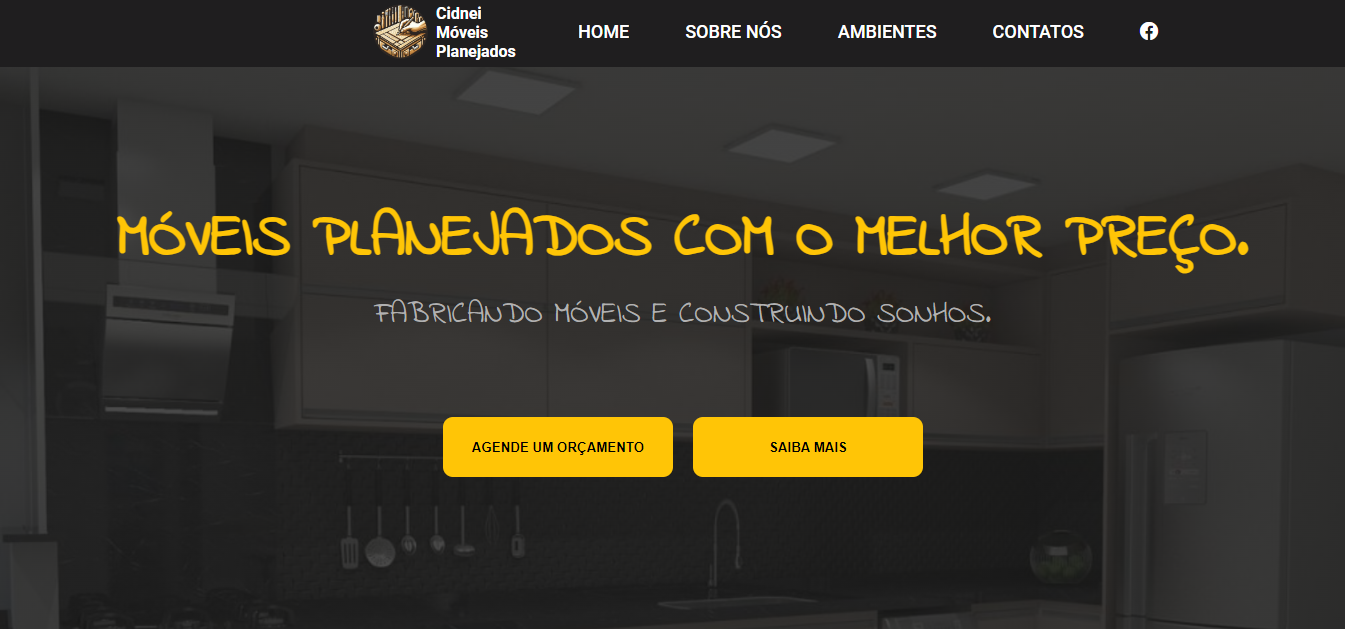 Cidnei
Móveis
Planejados
HOME
SOBRE NÓS
AMBIENTES
CONTATOS
MÓVEIS PLANEJADOS COM O MELHOR PREÇO.
FABRICANDO MÓVEIS E CONSTRUINDO SONHOS.
AGENDE UM ORÇAMENTO
SAIBA MAIS